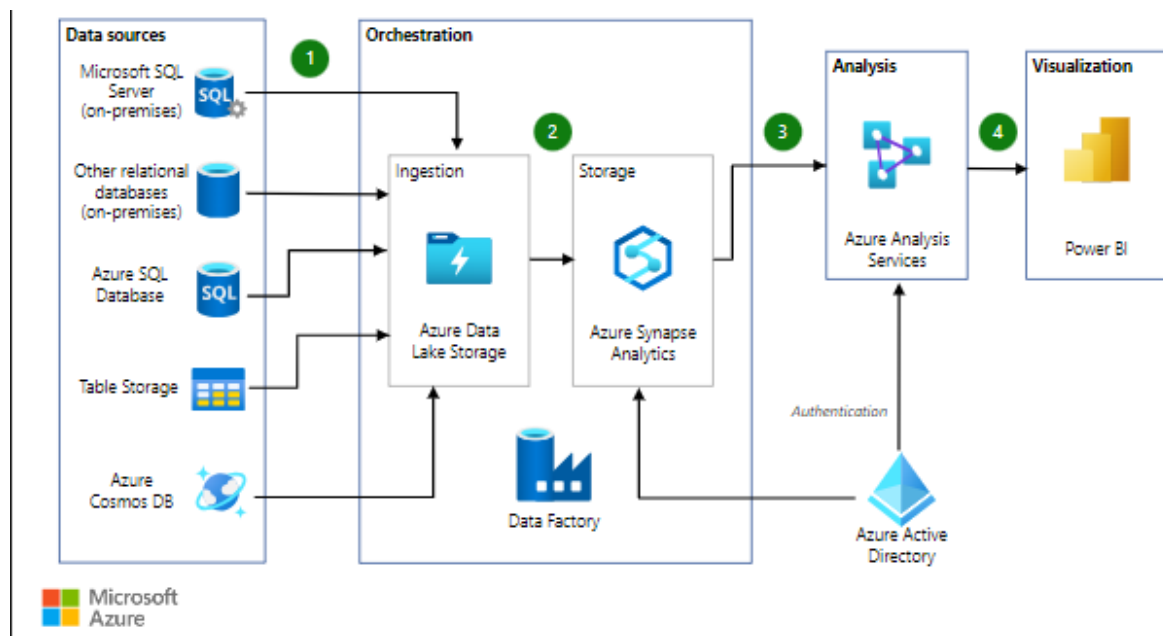 Data sources
Microsoft SQL
Server
(on-premises)
SQL
Other relational
databases
(on-premises)
Azure SQL
Database
SQL
Table Storage
Azure
Cosmos DB
1
Orchestration
2
Ingestion
Azure Data
Lake Storage
Storage
Azure Synapse
Analytics
Data Factory
3
Analysis
Azure Analysis
Services
4
Visualization
Power BI
Authentication
Azure Active
Directory
Microsoft
Azure